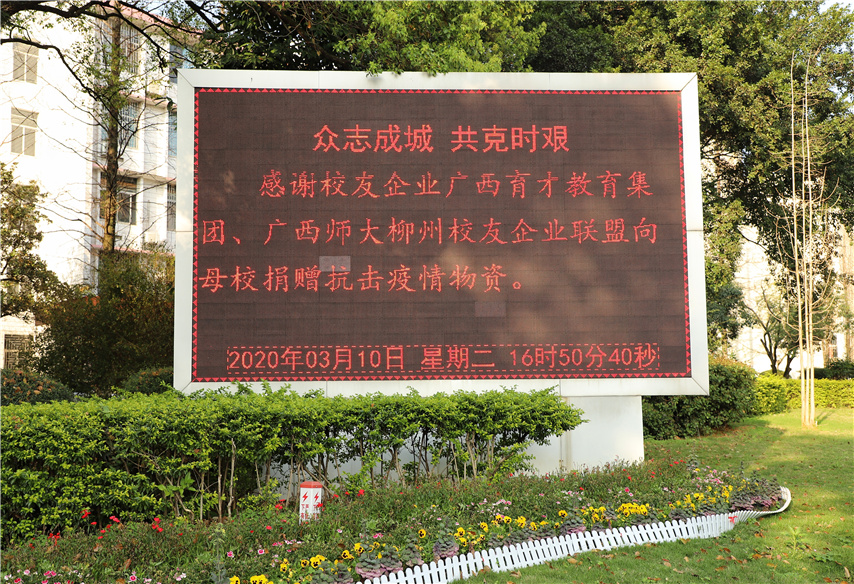 众志成城 共克时艰
感谢校友企业广西育才教育集
团、广西师大柳州校友企业联盟向
母校捐赠抗击疫情物资。
2020年03月10日 星期二 16时50分40秒